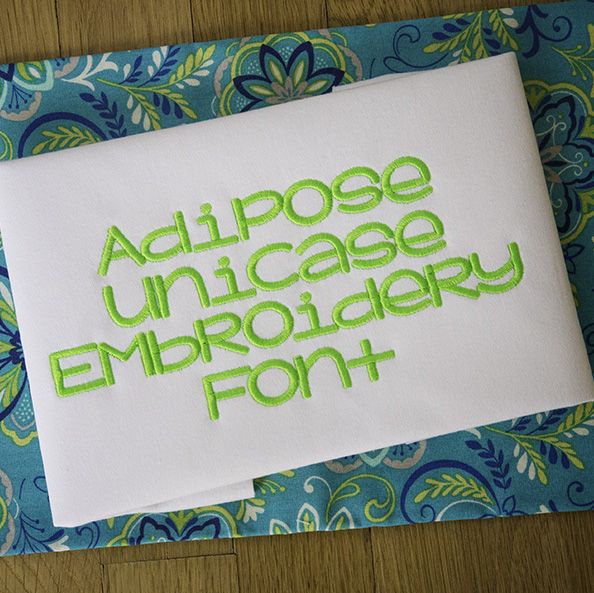 Adipose
Unicase
Embroidery
Font